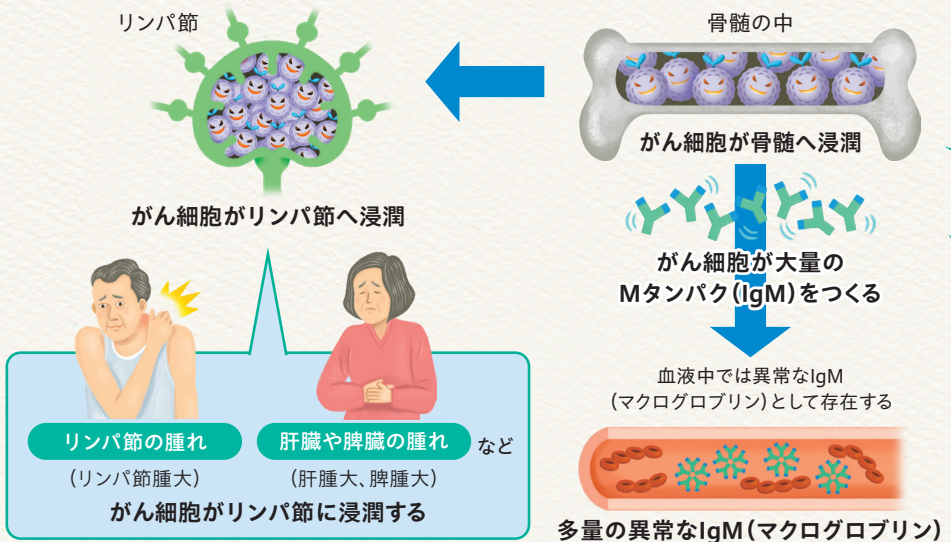 リンパ節
がん細胞がリンパ節へ浸潤
骨髄の中
がん細胞が骨髄へ浸潤
がん細胞が大量の
Mタンパク(IgM)をつくる
血液中では異常なIgM
(マクログロブリン)として存在する
多量の異常なIgM(マクログロブリン)
リンパ節の腫れ
(リンパ節腫大)
肝臓や脾臓の腫れ など
(肝腫大、脾腫大)
がん細胞がリンパ節に浸潤する